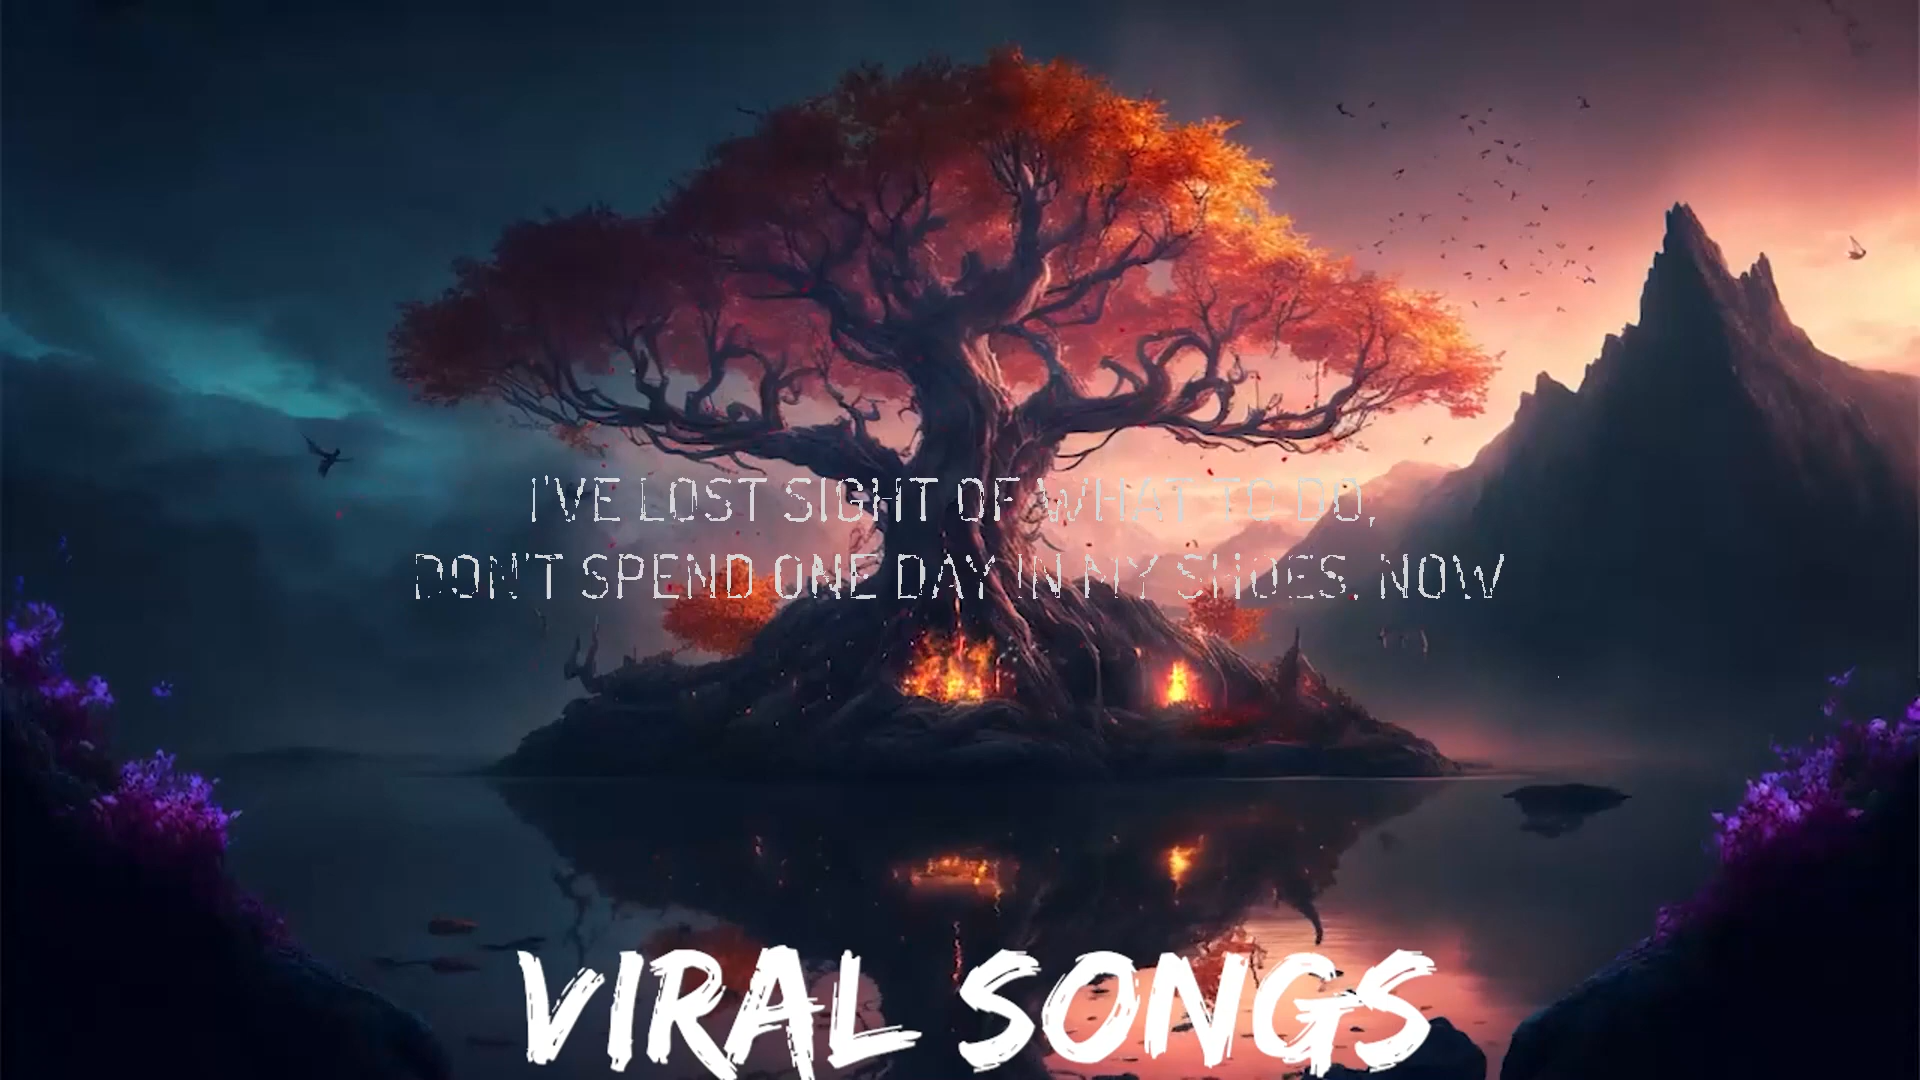 I'VE LOST SIGHT OF WHAT TO DO,
DON'T SPEND ONE DAY IN MY SHOES. NOW
VIRAL SONGS